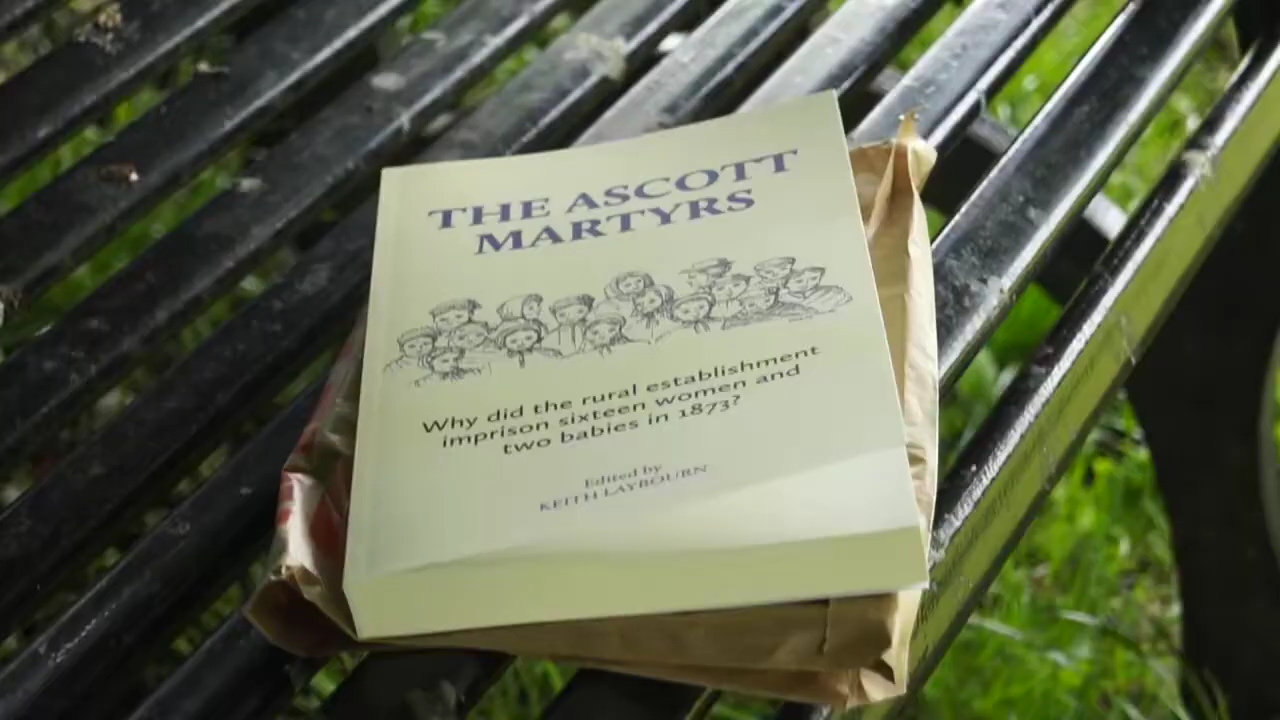 THE ASCOTT
MARTYRS
Why did the rural establishment
imprison sixteen women and
two babies in 1873?
Edited by
KEITH LAYBOURN